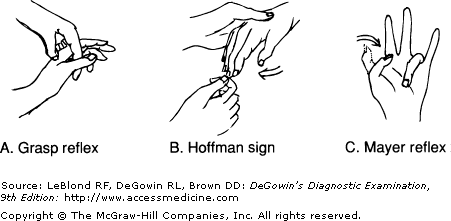 A. Grasp reflex
B. Hoffman sign
C. Mayer reflex
Source: LeBlond RF, DeGowin RL, Brown DD: DeGowin's Diagnostic Examination,
9th Edition: http://www.accessmedicine.com
Copyright © The McGraw-Hill Companies, Inc. All rights reserved.